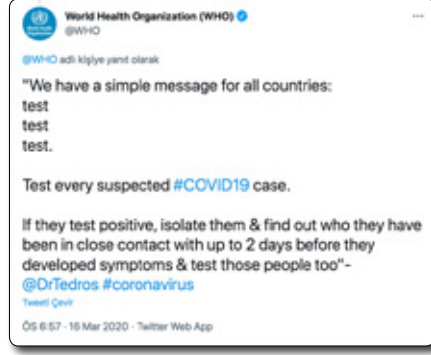 World Health Organization (WHO)
@WHO
@WHO adlı kişiye yanıt olarak
"We have a simple message for all countries:
test
test
test.
Test every suspected #COVID19 case.
If they test positive, isolate them & find out who they have
been in close contact with up to 2 days before they
developed symptoms & test those people too"-
@DrTedros #coronavirus
Tweeti Çevir
ÖS 6:57 · 16 Mar 2020 · Twitter Web App